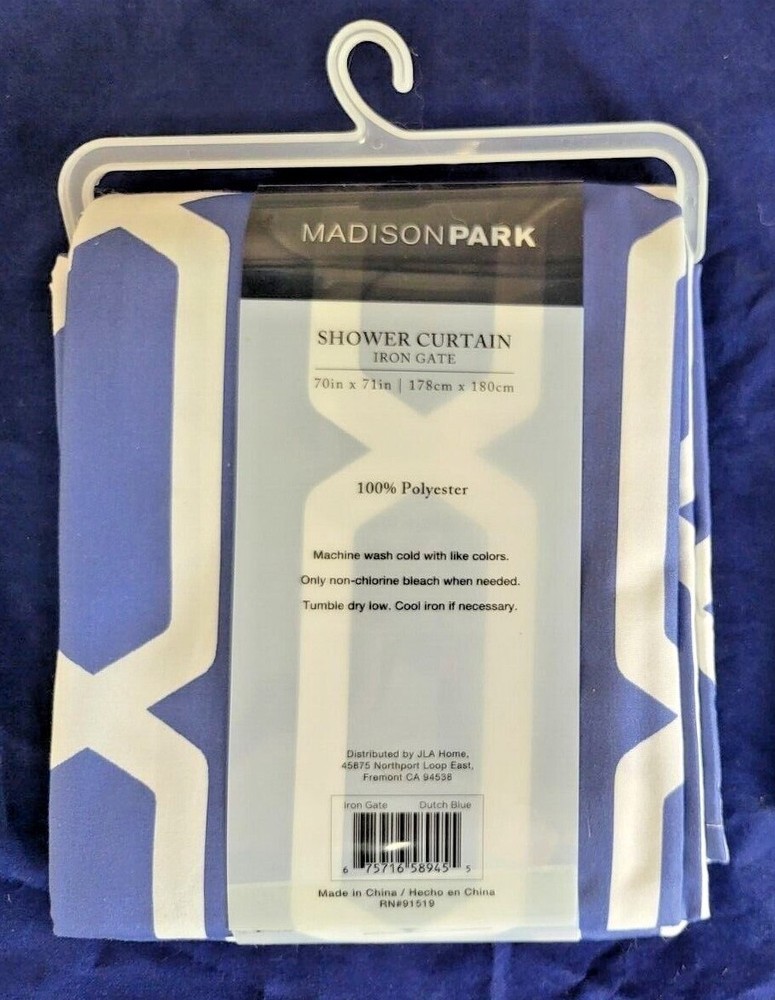 MADISONPARK
SHOWER CURTAIN
IRON GATE
70in x 71in | 178cm x 180cm
100% Polyester
Machine wash cold with like colors.
Only non-chlorine bleach when needed.
Tumble dry low. Cool iron if necessary.
Distributed by JLA Home,
45875 Northport Loop East,
Fremont CA 94538
Iron Gate Dutch Blue
6 75716 58945 5
Made in China / Hecho en China
RN#91519